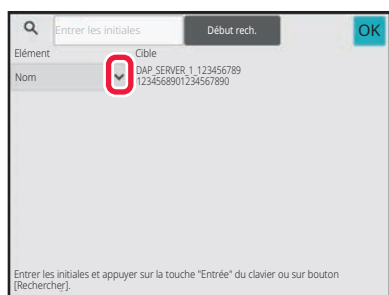 Entrer les initiales
Début rech.
OK
Elément
Cible
Nom
DAP_SERVER_1_123456789
1234568901234567890
Entrer les initiales et appuyer sur la touche "Entrée" du clavier ou sur bouton
[Rechercher].